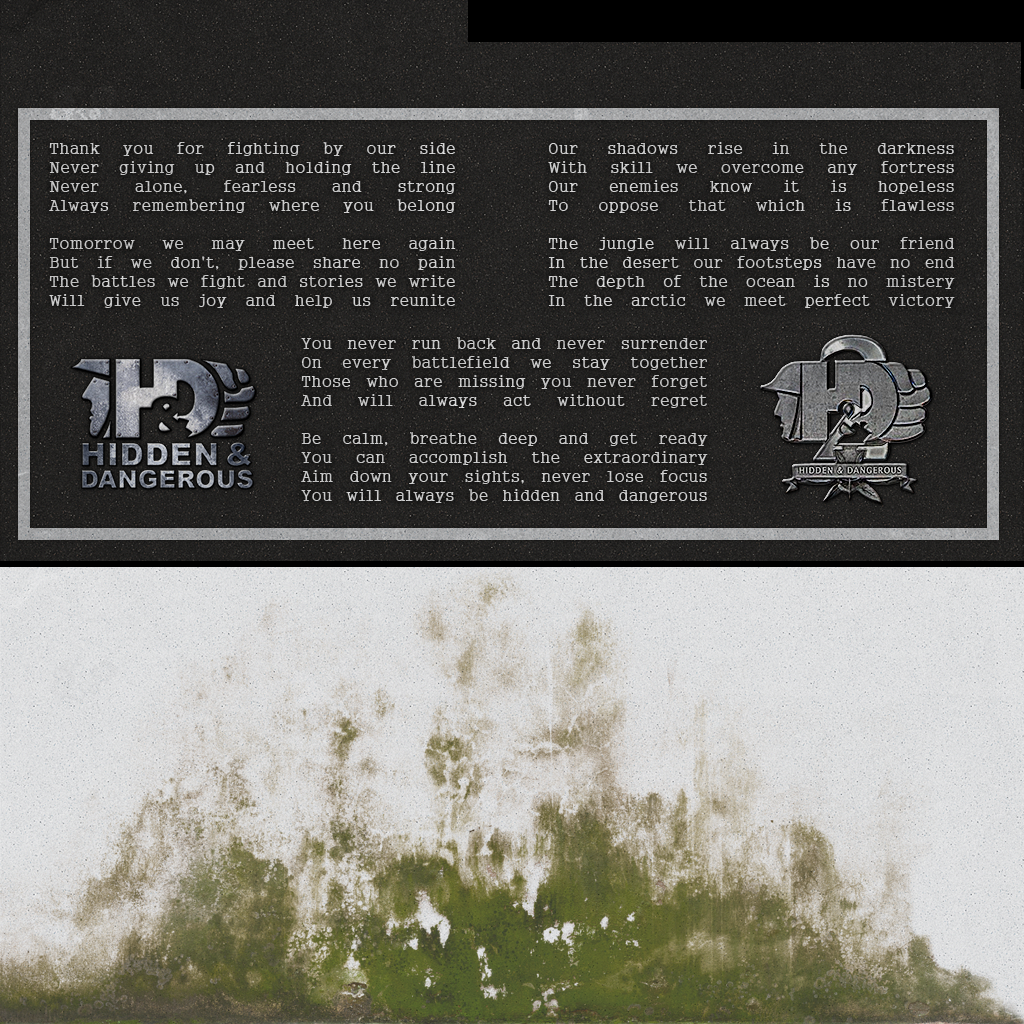 Thank you for fighting by our side
Never giving up and holding the line
Never alone, fearless and strong
Always remembering where you belong
Tomorrow we may meet here again
But if we don't, please share no pain
The battles we fight and stories we write
Will give us joy and help us reunite
Our shadows rise in the darkness
With skill we overcome any fortress
Our enemies know it is hopeless
To oppose that which is flawless
The jungle will always be our friend
In the desert our footsteps have no end
The depth of the ocean is no mistery
In the arctic we meet perfect victory
You never run back and never surrender
On every battlefield we stay together
Those who are missing you never forget
And will always act without regret
Be calm, breathe deep and get ready
You can accomplish the extraordinary
Aim down your sights, never lose focus
You will always be hidden and dangerous
H&D
HIDDEN &
DANGEROUS
HD
2
HIDDEN & DANGEROUS